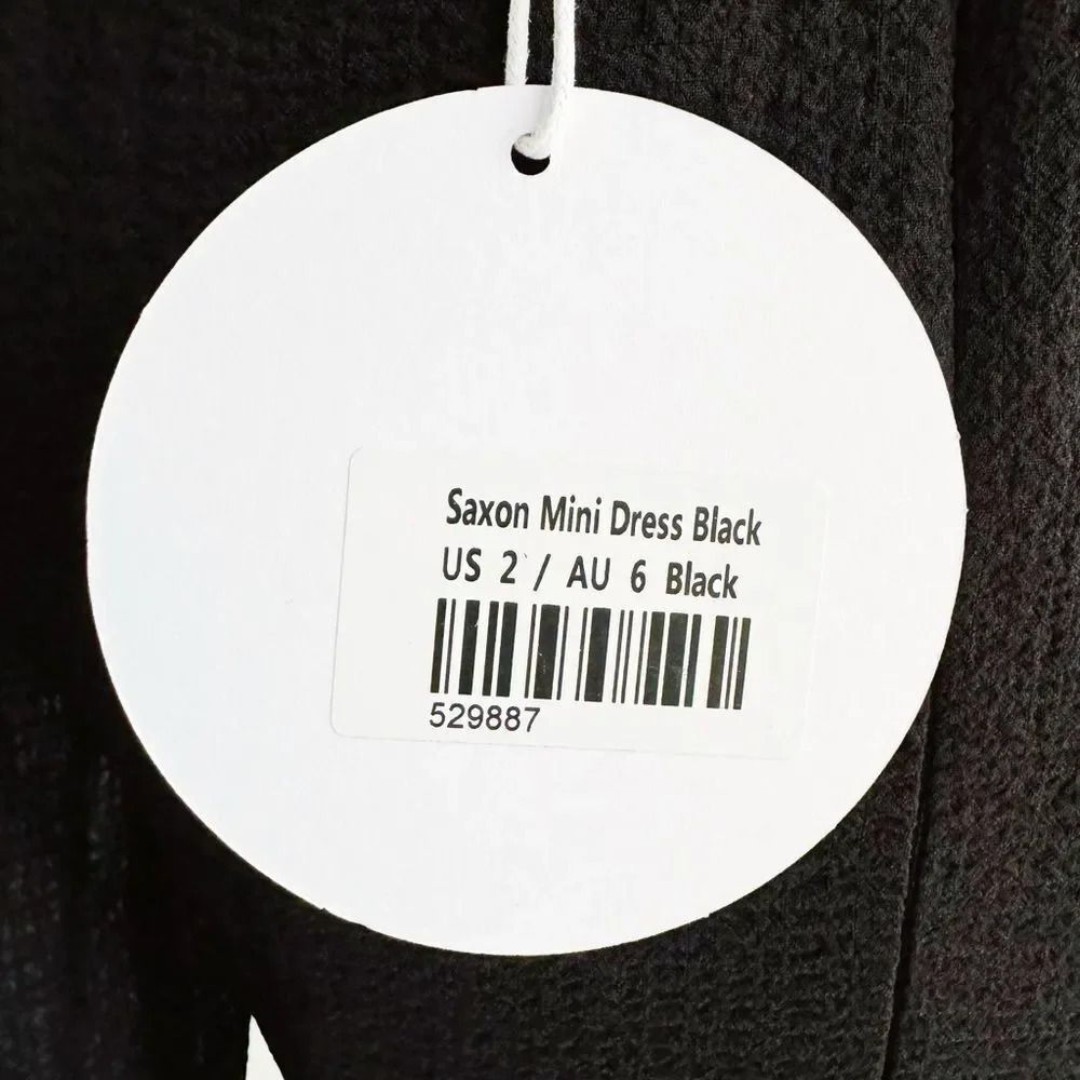 Saxon Mini Dress Black
US 2 / AU 6 Black
529887